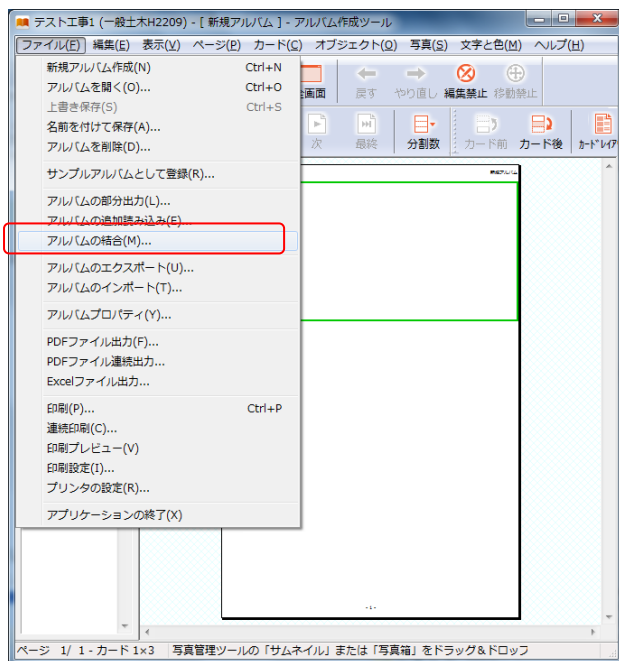 テスト工事1 (一般土木H2209) - [ 新規アルバム ] - アルバム作成ツール
ファイル(F) 編集(E) 表示(V) ページ(P) カード(C) オブジェクト(O) 写真(S) 文字と色(M) ヘルプ(H)
新規アルバム作成(N) Ctrl+N
アルバムを開く(O)... Ctrl+O
上書き保存(S) Ctrl+S
名前を付けて保存(A)...
アルバムを削除(D)...
サンプルアルバムとして登録(R)...
アルバムの部分出力(L)...
アルバムの追加読み込み(E)...
アルバムの結合(M)...
アルバムのエクスポート(U)...
アルバムのインポート(T)...
アルバムプロパティ(Y)...
PDFファイル出力(F)...
PDFファイル連続出力...
Excelファイル出力...
印刷(P)... Ctrl+P
連続印刷(C)...
印刷プレビュー(V)
印刷設定(I)...
プリンタの設定(R)...
アプリケーションの終了(X)
画面 戻す やり直し 編集禁止 移動禁止
次 最終 分割数 カード前 カード後 ｶｰﾄﾞﾚｲｱ
新規アルバム
- 1 -
ページ 1/ 1 - カード 1×3 写真管理ツールの「サムネイル」または「写真箱」をドラッグ&ドロップ